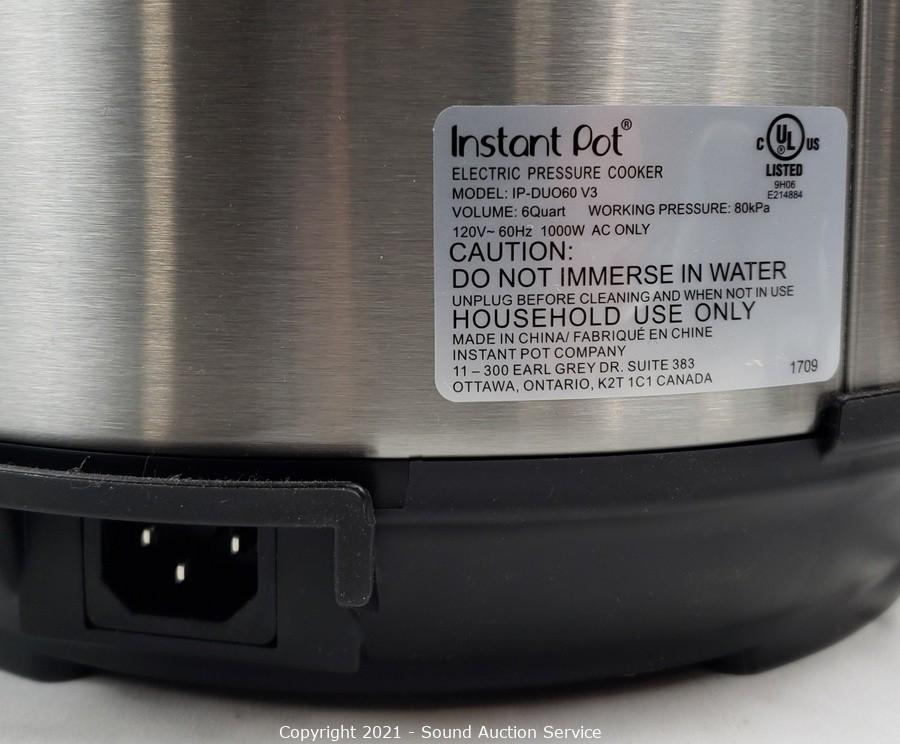 Instant Pot®
ELECTRIC PRESSURE COOKER
MODEL: IP-DUO60 V3
VOLUME: 6Quart WORKING PRESSURE: 80kPa
120V~ 60Hz 1000W AC ONLY
C UL® US
LISTED
9H06
E214884
CAUTION:
DO NOT IMMERSE IN WATER
UNPLUG BEFORE CLEANING AND WHEN NOT IN USE
HOUSEHOLD USE ONLY
MADE IN CHINA/ FABRIQUÉ EN CHINE
INSTANT POT COMPANY
11 – 300 EARL GREY DR. SUITE 383
OTTAWA, ONTARIO, K2T 1C1 CANADA
1709
Copyright 2021 - Sound Auction Service